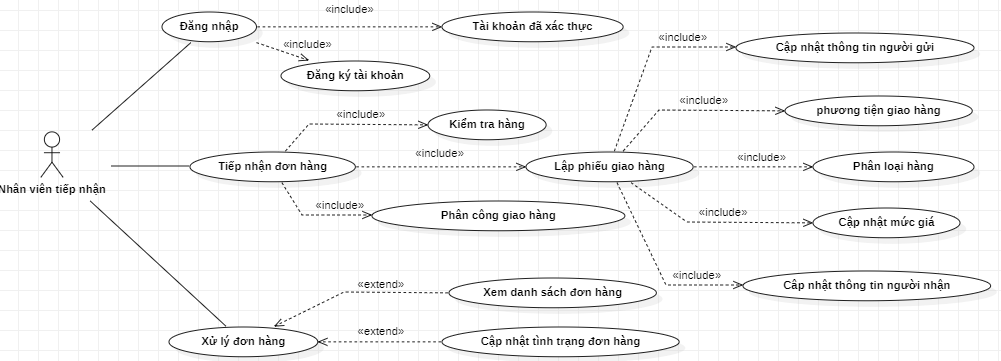 Đăng nhập
«include»
Tài khoản đã xác thực
«include»
Đăng ký tài khoản
«include»
Cập nhật thông tin người gửi
«include»
phương tiện giao hàng
«include»
Kiểm tra hàng
Nhân viên tiếp nhận
Tiếp nhận đơn hàng
«include»
Lập phiếu giao hàng
«include»
Phân loại hàng
«include»
Phân công giao hàng
«include»
Cập nhật mức giá
«include»
Câp nhật thông tin người nhận
«extend»
Xem danh sách đơn hàng
Xử lý đơn hàng
«extend»
Cập nhật tình trạng đơn hàng